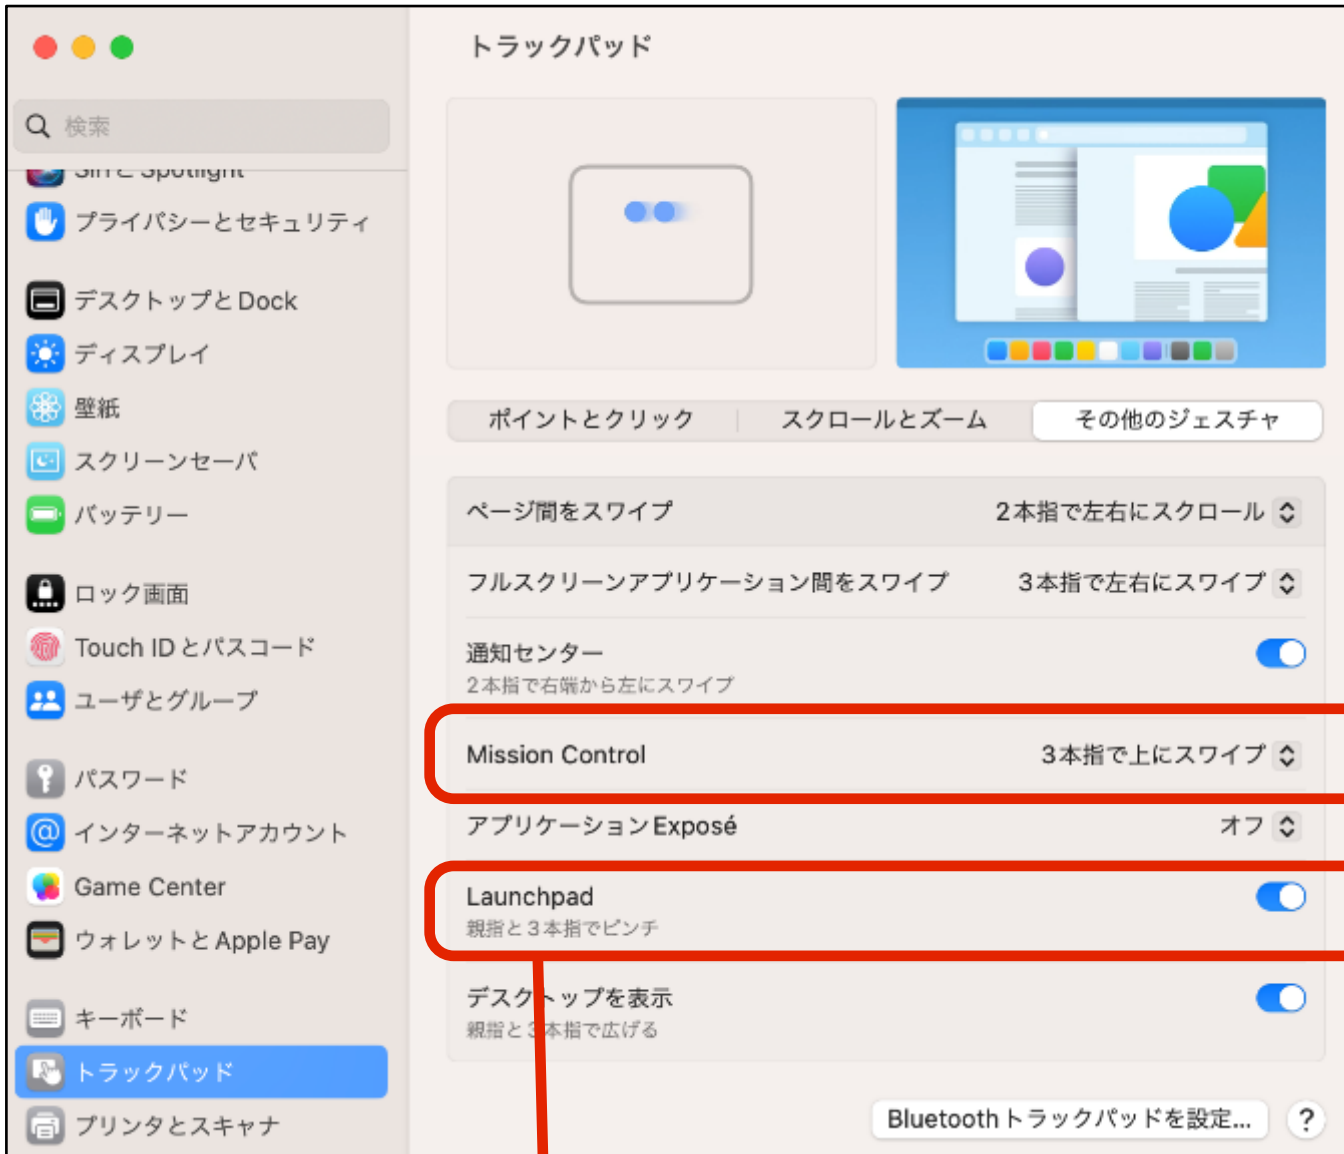 トラックパッド
検索
Siriと Spotlight
プライバシーとセキュリティ
デスクトップとDock
ディスプレイ
壁紙
スクリーンセーバ
バッテリー
ロック画面
Touch IDとパスコード
ユーザとグループ
パスワード
インターネットアカウント
Game Center
ウォレットとApple Pay
キーボード
トラックパッド
プリンタとスキャナ
ポイントとクリック
スクロールとズーム
その他のジェスチャ
ページ間をスワイプ 2本指で左右にスクロール
フルスクリーンアプリケーション間をスワイプ 3本指で左右にスワイプ
通知センター
2本指で右端から左にスワイプ
Mission Control 3本指で上にスワイプ
アプリケーションExposé オフ
Launchpad
親指と3本指でピンチ
デスクトップを表示
親指と3本指で広げる
Bluetoothトラックパッドを設定...
?